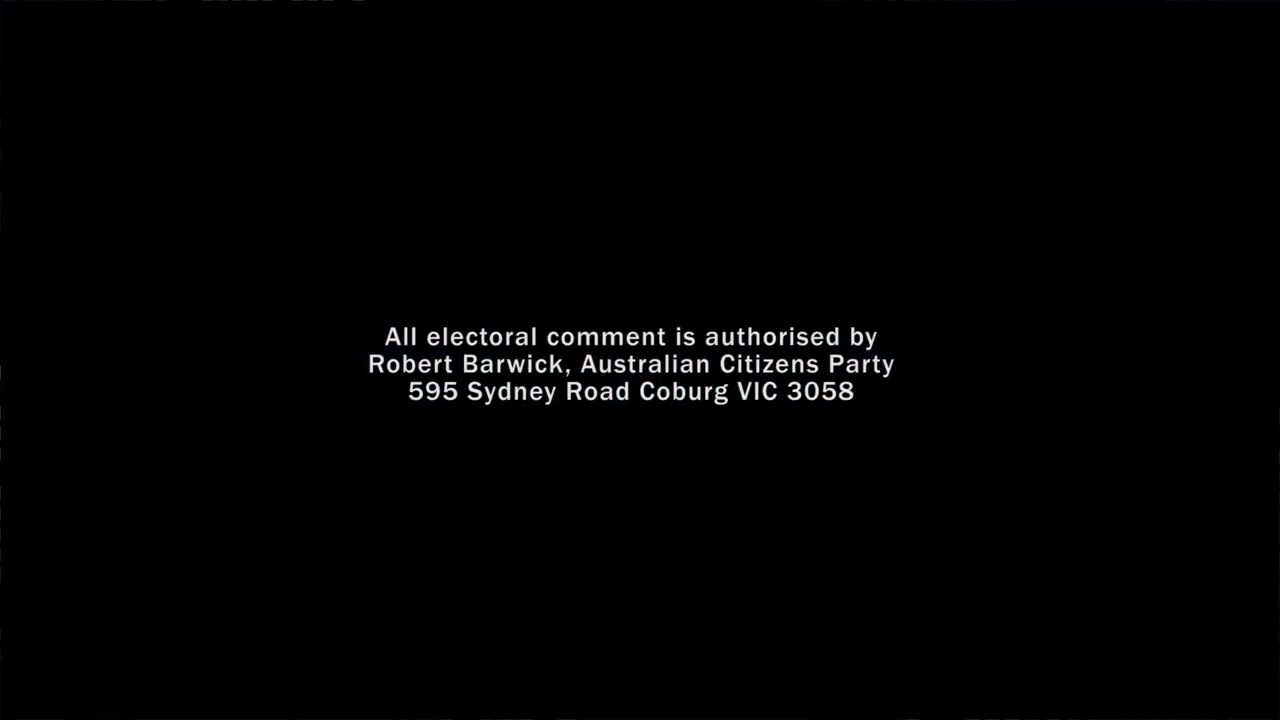 All electoral comment is authorised by
Robert Barwick, Australian Citizens Party
595 Sydney Road Coburg VIC 3058